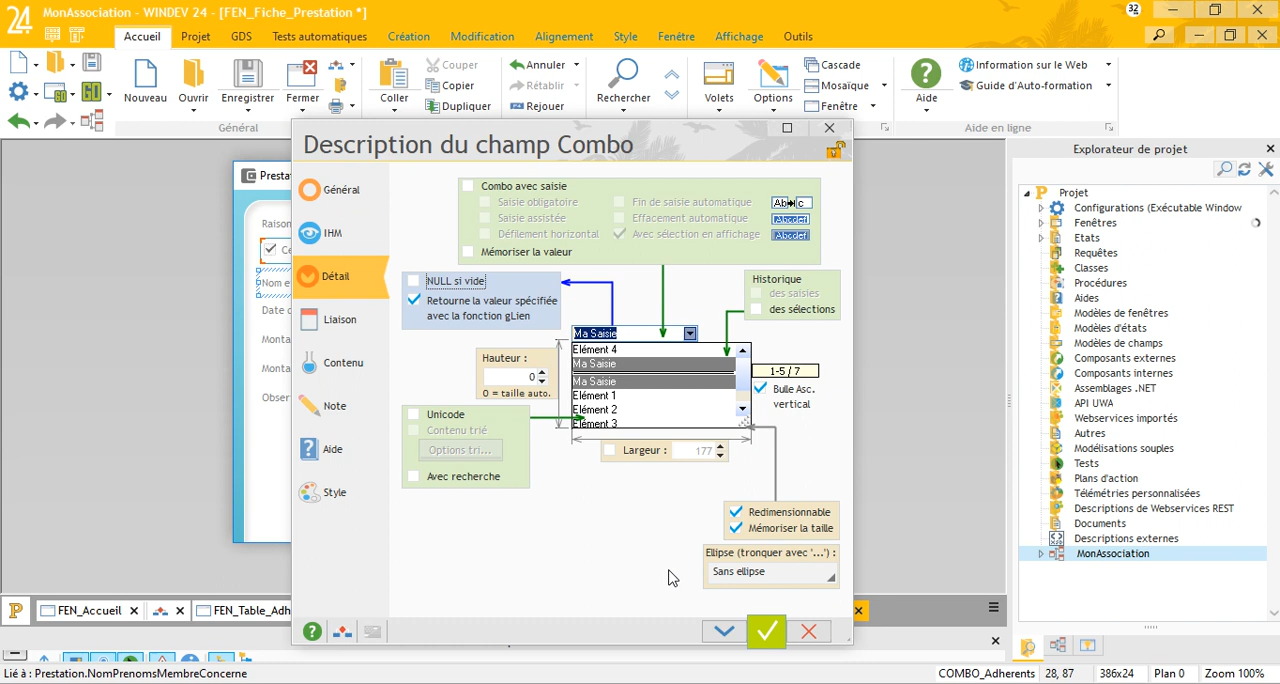 24 MonAssociation - WINDEV 24 - [FEN_Fiche_Prestation *] 32
Accueil Projet GDS Tests automatiques Création Modification Alignement Style Fenêtre Affichage Outils
Nouveau Ouvrir Enregistrer Fermer Coller Couper Copier Dupliquer Annuler Rétablir Rejouer Rechercher Volets Options Cascade Mosaïque Fenêtre Aide Information sur le Web Guide d'Auto-formation
Général Aide en ligne
Description du champ Combo
Explorateur de projet
Presta
Raison
Ce
Nom e
Date c
Monta
Monta
Obser
Général
IHM
Détail
Liaison
Contenu
Note
Aide
Style
Combo avec saisie
Saisie obligatoire Fin de saisie automatique Ab c
Saisie assistée Effacement automatique Abcdef
Défilement horizontal Avec sélection en affichage Abcdef
Mémoriser la valeur
NULL si vide
Retourne la valeur spécifiée
avec la fonction gLien
Historique
des saisies
des sélections
Ma Saisie
Elément 4
Ma Saisie
Ma Saisie
Elément 1
Elément 2
Elément 3
Hauteur :
0
0 = taille auto.
1-5 / 7
Bulle Asc.
vertical
Unicode
Contenu trié
Options tri...
Avec recherche
Largeur : 177
Redimensionnable
Mémoriser la taille
Ellipse (tronquer avec '...') :
Sans ellipse
Projet
Configurations (Exécutable Window
Fenêtres
Etats
Requêtes
Classes
Procédures
Aides
Modèles de fenêtres
Modèles d'états
Modèles de champs
Composants externes
Composants internes
Assemblages .NET
API UWA
Webservices importés
Autres
Modélisations souples
Tests
Plans d'action
Télémétries personnalisées
Descriptions de Webservices REST
Documents
Descriptions externes
MonAssociation
FEN_Accueil FEN_Table_Adh
Lié à : Prestation.NomPrenomsMembreConcerne COMBO_Adherents 28, 87 386x24 Plan 0 Zoom 100%